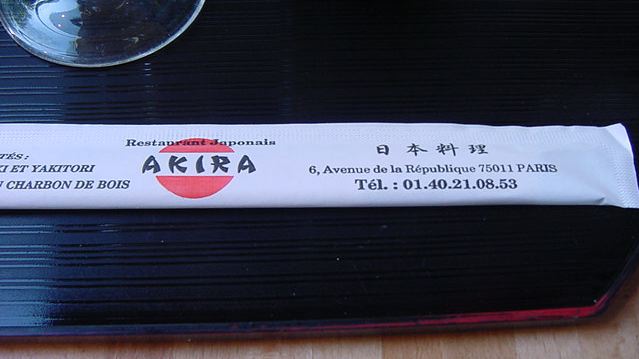 TÉS :
KI ET YAKITORI
U CHARBON DE BOIS
Restaurant Japonais
AKIRA
日本料理
6, Avenue de la République 75011 PARIS
Tél. : 01.40.21.08.53